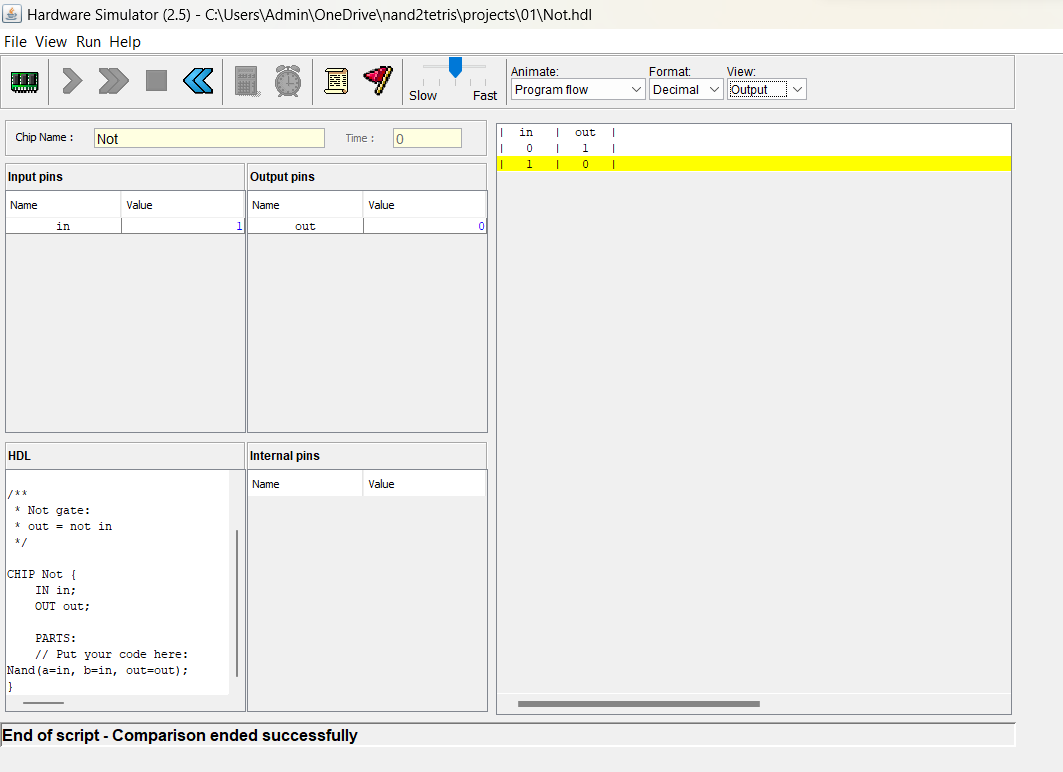 Hardware Simulator (2.5) - C:\Users\Admin\OneDrive\nand2tetris\projects\01\Not.hdl
File View Run Help
Slow Fast
Animate: Format: View:
Program flow Decimal Output
Chip Name : Not Time : 0
Input pins
Name Value
in 1
Output pins
Name Value
out 0
| in | out |
| 0 | 1 |
| 1 | 0 |
HDL
/**
* Not gate:
* out = not in
*/
CHIP Not {
IN in;
OUT out;
PARTS:
// Put your code here:
Nand(a=in, b=in, out=out);
}
Internal pins
Name Value
End of script - Comparison ended successfully